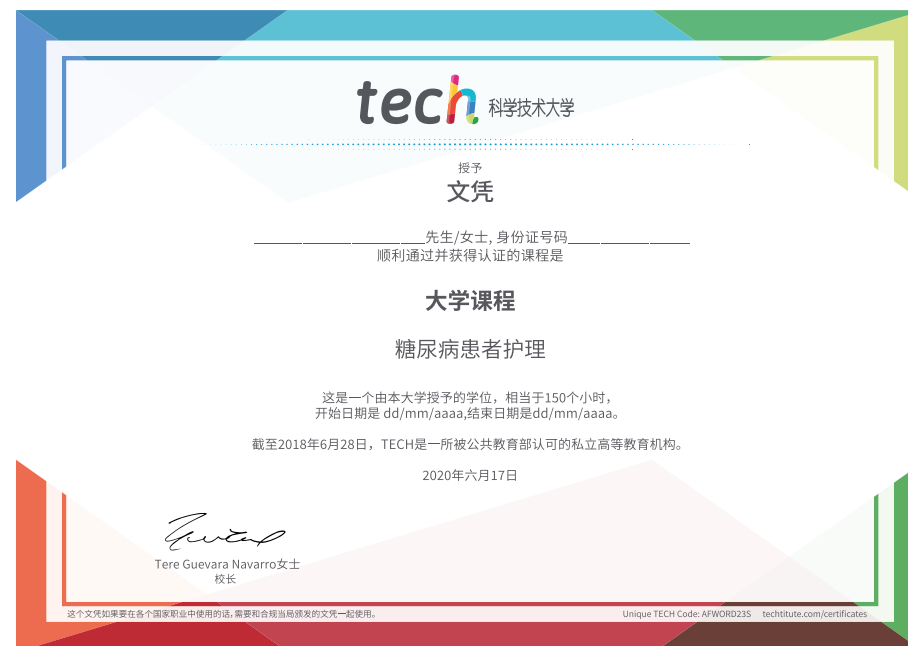 tech 科学技术大学
授予
文凭
____________________先生/女士, 身份证号码______________
顺利通过并获得认证的课程是
大学课程
糖尿病患者护理
这是一个由本大学授予的学位，相当于150个小时，
开始日期是 dd/mm/aaaa,结束日期是dd/mm/aaaa。
截至2018年6月28日，TECH是一所被公共教育部认可的私立高等教育机构。
2020年六月17日
Tere Guevara Navarro女士
校长
这个文凭如果要在各个国家职业中使用的话,需要和合规当局颁发的文凭一起使用。
Unique TECH Code: AFWORD23S techtitute.com/certificates